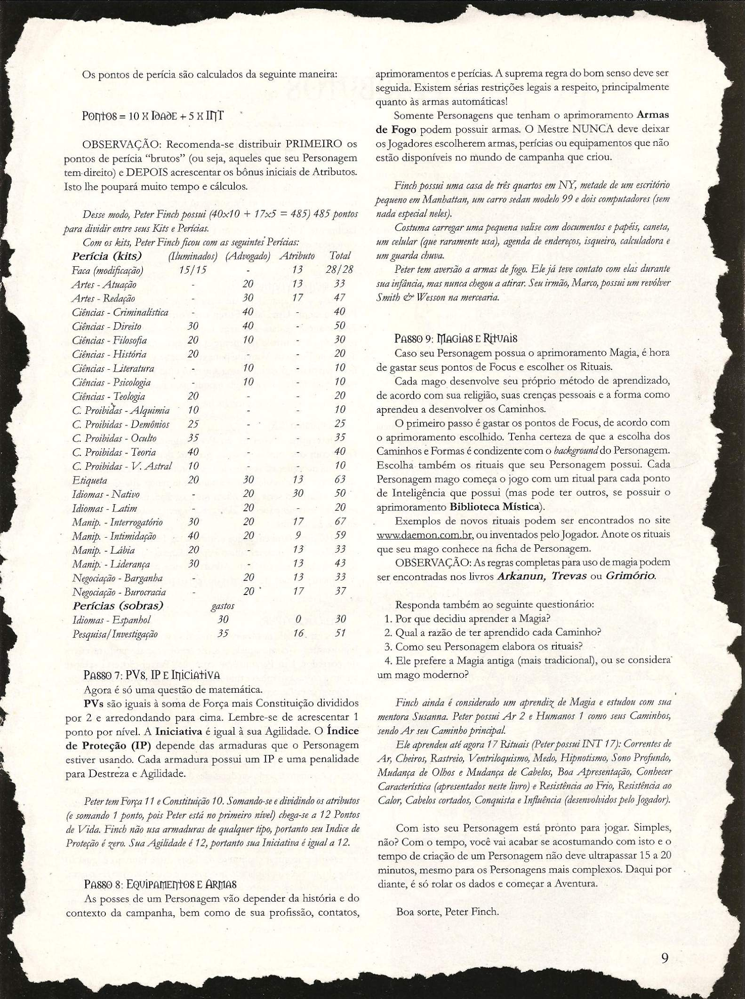 Os pontos de perícia são calculados da seguinte maneira:
Pontos = 10 X Idade + 5 X INT
OBSERVAÇÃO: Recomenda-se distribuir PRIMEIRO os
pontos de perícia “brutos” (ou seja, aqueles que seu Personagem
tem direito) e DEPOIS acrescentar os bônus iniciais de Atributos.
Isto lhe poupará muito tempo e cálculos.
Desse modo, Peter Finch possui (40x10 + 17x5 = 485) 485 pontos
para dividir entre seus Kits e Perícias.
Com os kits, Peter Finch ficou com as seguintes Perícias:
Perícia (kits) (Iluminados) (Advogado) Atributo Total
Faca (modificação) 15/15 - 13 28/28
Artes - Atuação - 20 13 33
Artes - Redação - 30 17 47
Ciências - Criminalística - 40 - 40
Ciências - Direito 30 40 - 50
Ciências - Filosofia 20 10 - 30
Ciências - História 20 - - 20
Ciências - Literatura - 10 - 10
Ciências - Psicologia - 10 - 10
Ciências - Teologia 20 - - 20
C. Proibidas - Alquimia 10 - - 10
C. Proibidas - Demônios 25 - - 25
C. Proibidas - Oculto 35 - - 35
C. Proibidas - Teoria 40 - - 40
C. Proibidas - V. Astral 10 - - 10
Etiqueta 20 30 13 63
Idiomas - Nativo - 20 30 50
Idiomas - Latim - 20 - 20
Manip. - Interrogatório 30 20 17 67
Manip. - Intimidação 40 20 9 59
Manip. - Lábia 20 - 13 33
Manip. - Liderança 30 - 13 43
Negociação - Barganha - 20 13 33
Negociação - Burocracia - 20 17 37
Perícias (sobras) gastos
Idiomas - Espanhol 30 0 30
Pesquisa/Investigação 35 16 51
Passo 7: PVs, IP e Iniciativa
Agora é só uma questão de matemática.
PVs são iguais à soma de Força mais Constituição divididos
por 2 e arredondando para cima. Lembre-se de acrescentar 1
ponto por nível. A Iniciativa é igual à sua Agilidade. O Índice
de Proteção (IP) depende das armaduras que o Personagem
estiver usando. Cada armadura possui um IP e uma penalidade
para Destreza e Agilidade.
Peter tem Força 11 e Constituição 10. Somando-se e dividindo os atributos
(e somando 1 ponto, pois Peter está no primeiro nível) chega-se a 12 Pontos
de Vida. Finch não usa armaduras de qualquer tipo, portanto seu Indice de
Proteção é zero. Sua Agilidade é 12, portanto sua Iniciativa é igual a 12.
Passo 8: Equipamentos e Armas
As posses de um Personagem vão depender da história e do
contexto da campanha, bem como de sua profissão, contatos,
aprimoramentos e perícias. A suprema regra do bom senso deve ser
seguida. Existem sérias restrições legais a respeito, principalmente
quanto às armas automáticas!
Somente Personagens que tenham o aprimoramento Armas
de Fogo podem possuir armas. O Mestre NUNCA deve deixar
os Jogadores escolherem armas, perícias ou equipamentos que não
estão disponíveis no mundo de campanha que criou.
Finch possui uma casa de três quartos em NY, metade de um escritório
pequeno em Manhattan, um carro sedan modelo 99 e dois computadores (sem
nada especial neles).
Costuma carregar uma pequena valise com documentos e papéis, caneta,
um celular (que raramente usa), agenda de endereços, isqueiro, calculadora e
um guarda chuva.
Peter tem aversão a armas de fogo. Ele já teve contato com elas durante
sua infância, mas nunca chegou a atirar. Seu irmão, Marco, possui um revólver
Smith & Wesson na mercearia.
Passo 9: Magias e Rituais
Caso seu Personagem possua o aprimoramento Magia, é hora
de gastar seus pontos de Focus e escolher os Rituais.
Cada mago desenvolve seu próprio método de aprendizado,
de acordo com sua religião, suas crenças pessoais e a forma como
aprendeu a desenvolver os Caminhos.
O primeiro passo é gastar os pontos de Focus, de acordo com
o aprimoramento escolhido. Tenha certeza de que a escolha dos
Caminhos e Formas é condizente com o background do Personagem.
Escolha também os rituais que seu Personagem possui. Cada
Personagem mago começa o jogo com um ritual para cada ponto
de Inteligência que possui (mas pode ter outros, se possuir o
aprimoramento Biblioteca Mística).
Exemplos de novos rituais podem ser encontrados no site
www.daemon.com.br, ou inventados pelo Jogador. Anote os rituais
que seu mago conhece na ficha de Personagem.
OBSERVAÇÃO: As regras completas para uso de magia podem
ser encontradas nos livros Arkanun, Trevas ou Grimório.
Responda também ao seguinte questionário:
1. Por que decidiu aprender a Magia?
2. Qual a razão de ter aprendido cada Caminho?
3. Como seu Personagem elabora os rituais?
4. Ele prefere a Magia antiga (mais tradicional), ou se considera
um mago moderno?
Finch ainda é considerado um aprendiz de Magia e estudou com sua
mentora Susanna. Peter possui Ar 2 e Humanos 1 como seus Caminhos,
sendo Ar seu Caminho principal.
Ele aprendeu até agora 17 Rituais (Peter possui INT 17): Correntes de
Ar, Cheiros, Rastreio, Ventriloquismo, Medo, Hipnotismo, Sono Profundo,
Mudança de Olhos e Mudança de Cabelos, Boa Apresentação, Conhecer
Característica (apresentados neste livro) e Resistência ao Frio, Resistência ao
Calor, Cabelos cortados, Conquista e Influência (desenvolvidos pelo Jogador).
Com isto seu Personagem está pronto para jogar. Simples,
não? Com o tempo, você vai acabar se acostumando com isto e o
tempo de criação de um Personagem não deve ultrapassar 15 a 20
minutos, mesmo para os Personagens mais complexos. Daqui por
diante, é só rolar os dados e começar a Aventura.
Boa sorte, Peter Finch.
9